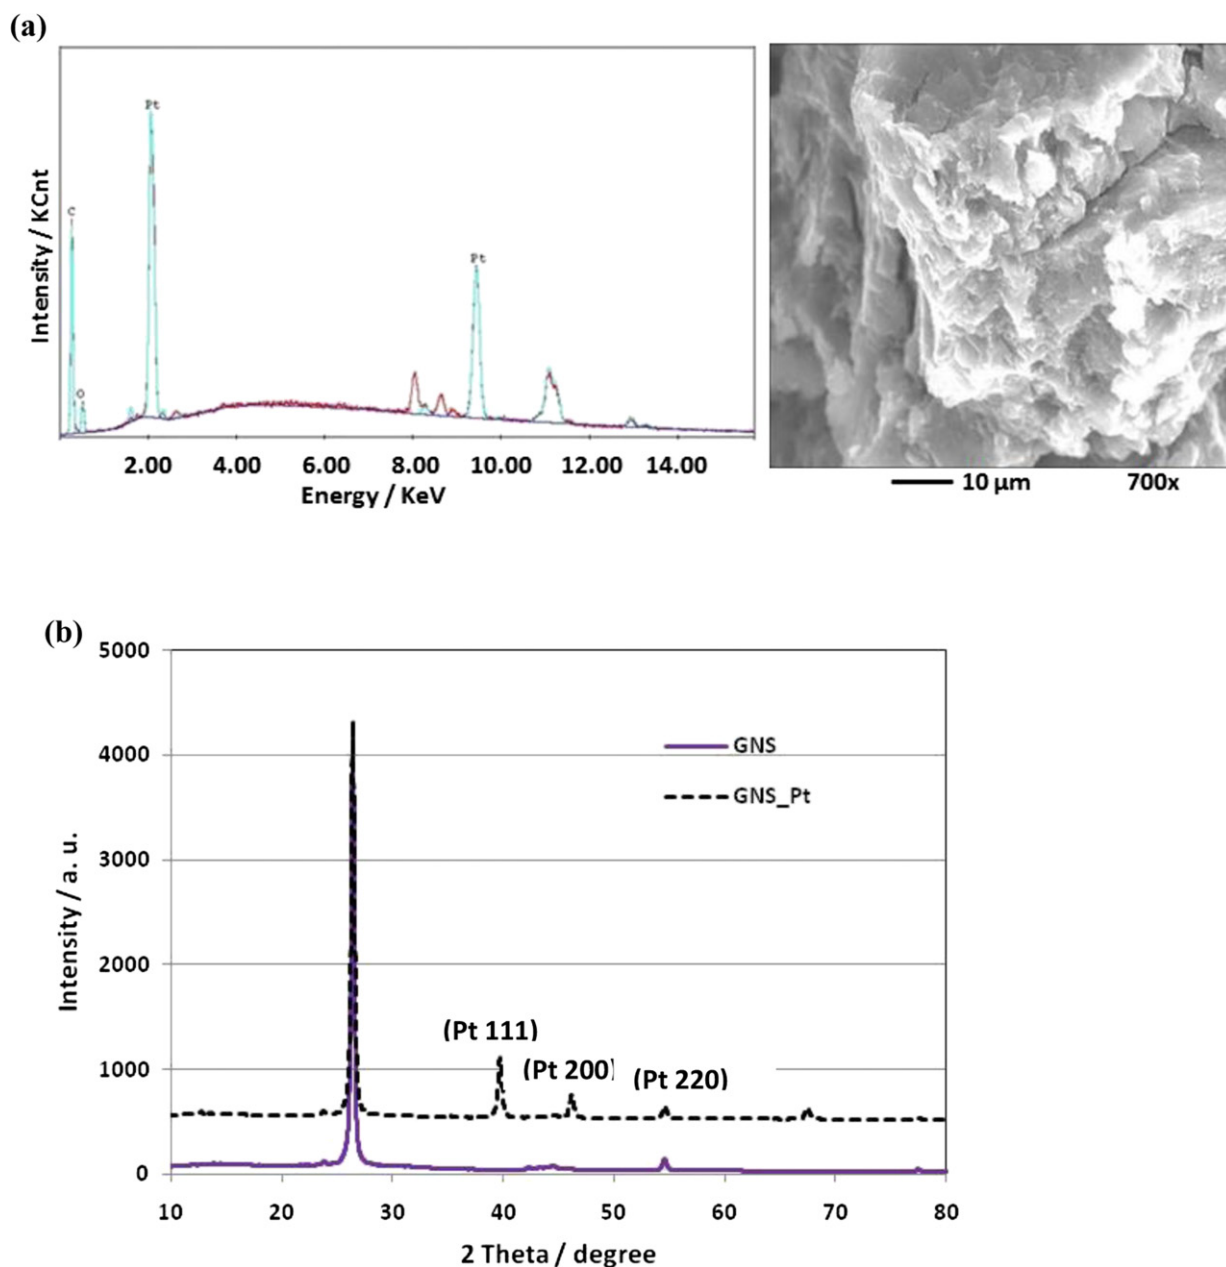 (a)
Intensity / KCnt
C
O
Pt
Pt
2.00 4.00 6.00 8.00 10.00 12.00 14.00
Energy / KeV
10 µm 700x
(b)
Intensity / a. u.
5000
4000
3000
2000
1000
0
GNS
GNS_Pt
(Pt 111)
(Pt 200)
(Pt 220)
10 20 30 40 50 60 70 80
2 Theta / degree